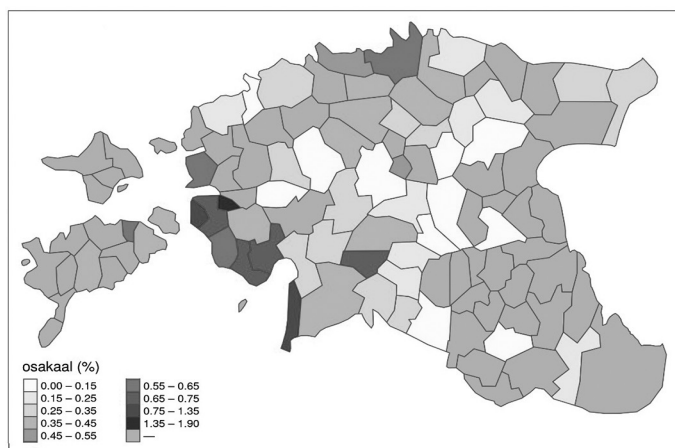 osakaal (%)
0.00 – 0.15
0.15 – 0.25
0.25 – 0.35
0.35 – 0.45
0.45 – 0.55
0.55 – 0.65
0.65 – 0.75
0.75 – 1.35
1.35 – 1.90
—